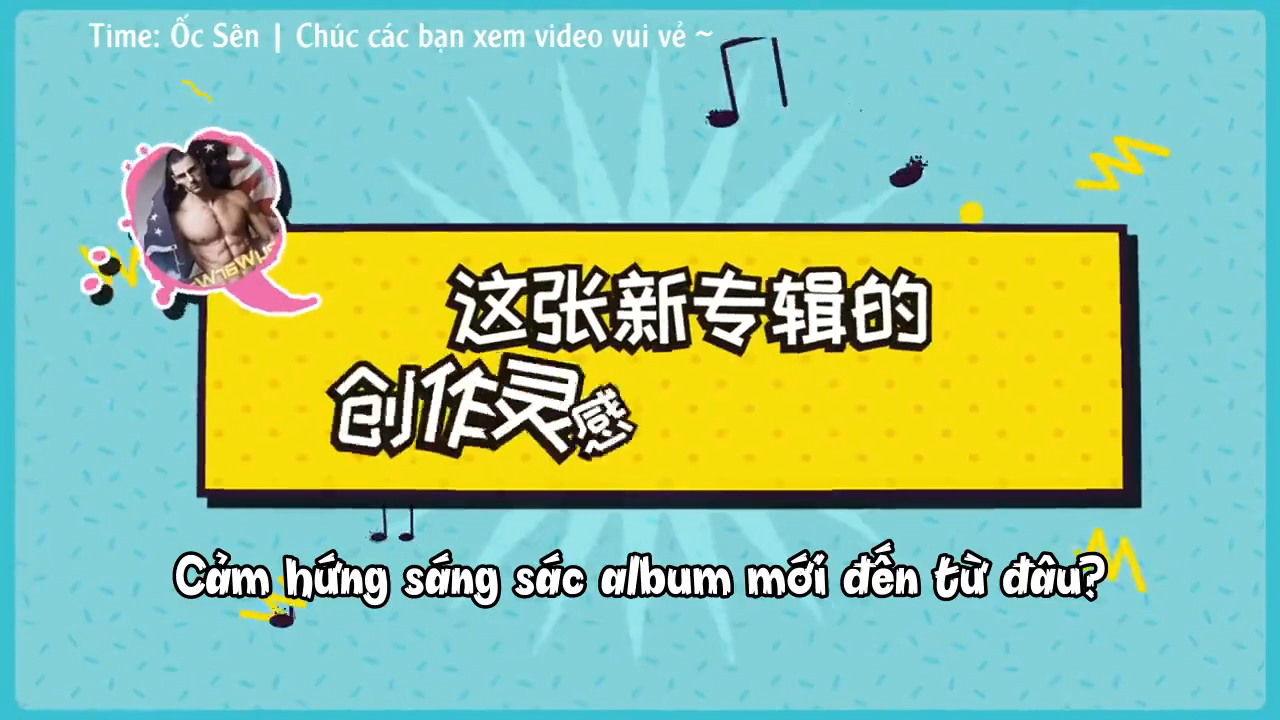 Time: Ốc Sên | Chúc các bạn xem video vui vẻ ~
这张新专辑的
创作灵感
Cảm hứng sáng sác album mới đến từ đâu?